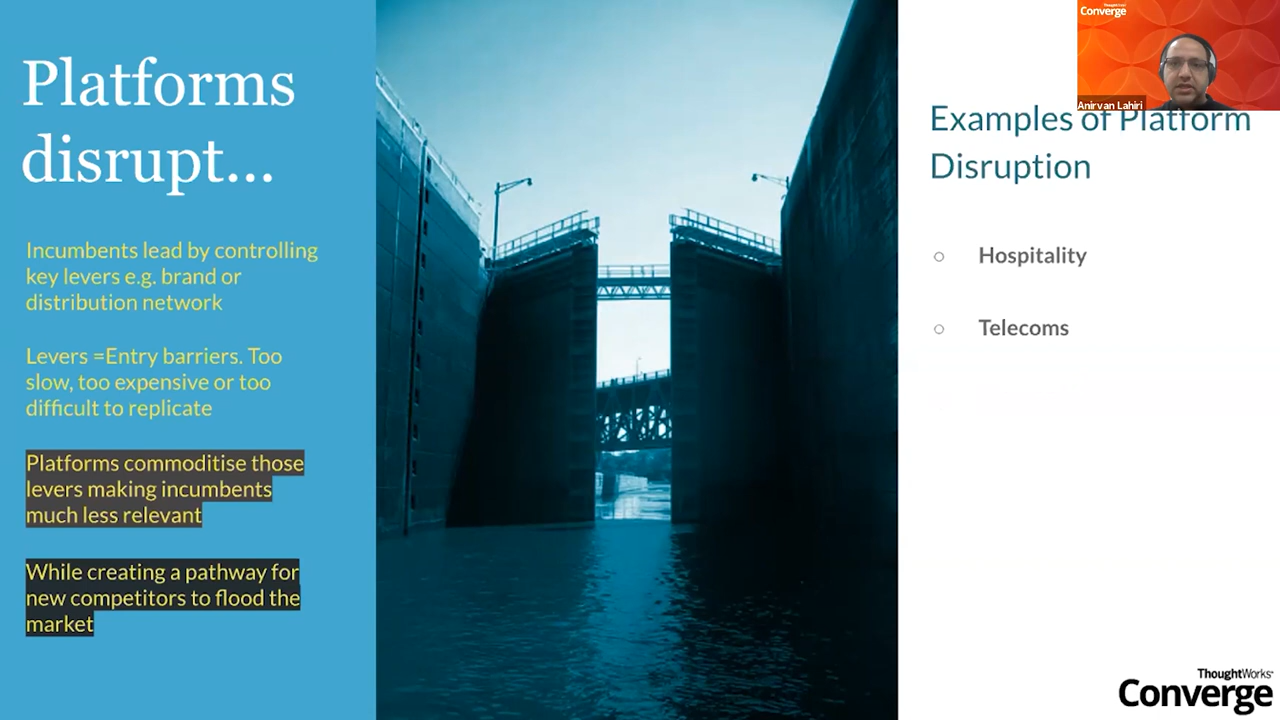 Platforms
disrupt...
Incumbents lead by controlling
key levers e.g. brand or
distribution network
Levers =Entry barriers. Too
slow, too expensive or too
difficult to replicate
Platforms commoditise those
levers making incumbents
much less relevant
While creating a pathway for
new competitors to flood the
market
ThoughtWorks
Converge
Anirvan Lahiri
Examples of Platform
Disruption
Hospitality
Telecoms
ThoughtWorks
Converge